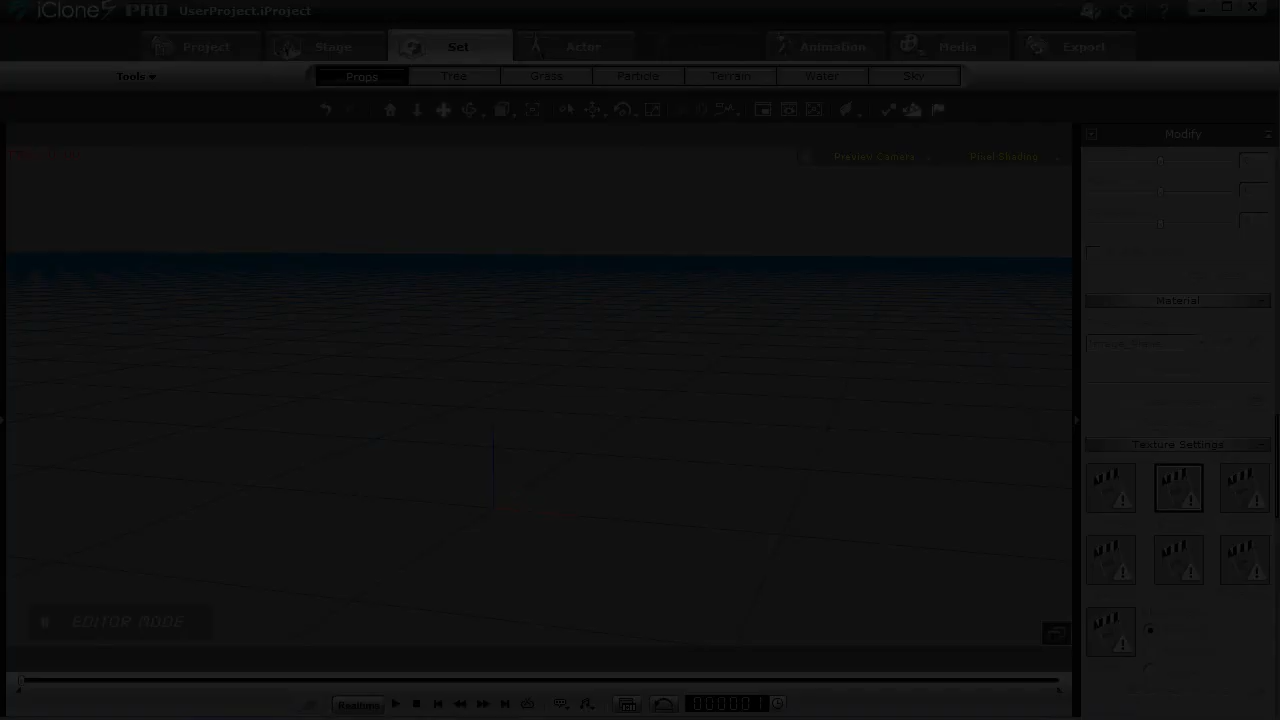 iClone5 PRO UserProject.iProject
Project Stage Set Actor Animation Media Export
Tools Props Tree Grass Particle Terrain Water Sky
Modify
Preview Camera Pixel Shading
Material
Texture Settings
EDITOR MODE
Realtime 000001